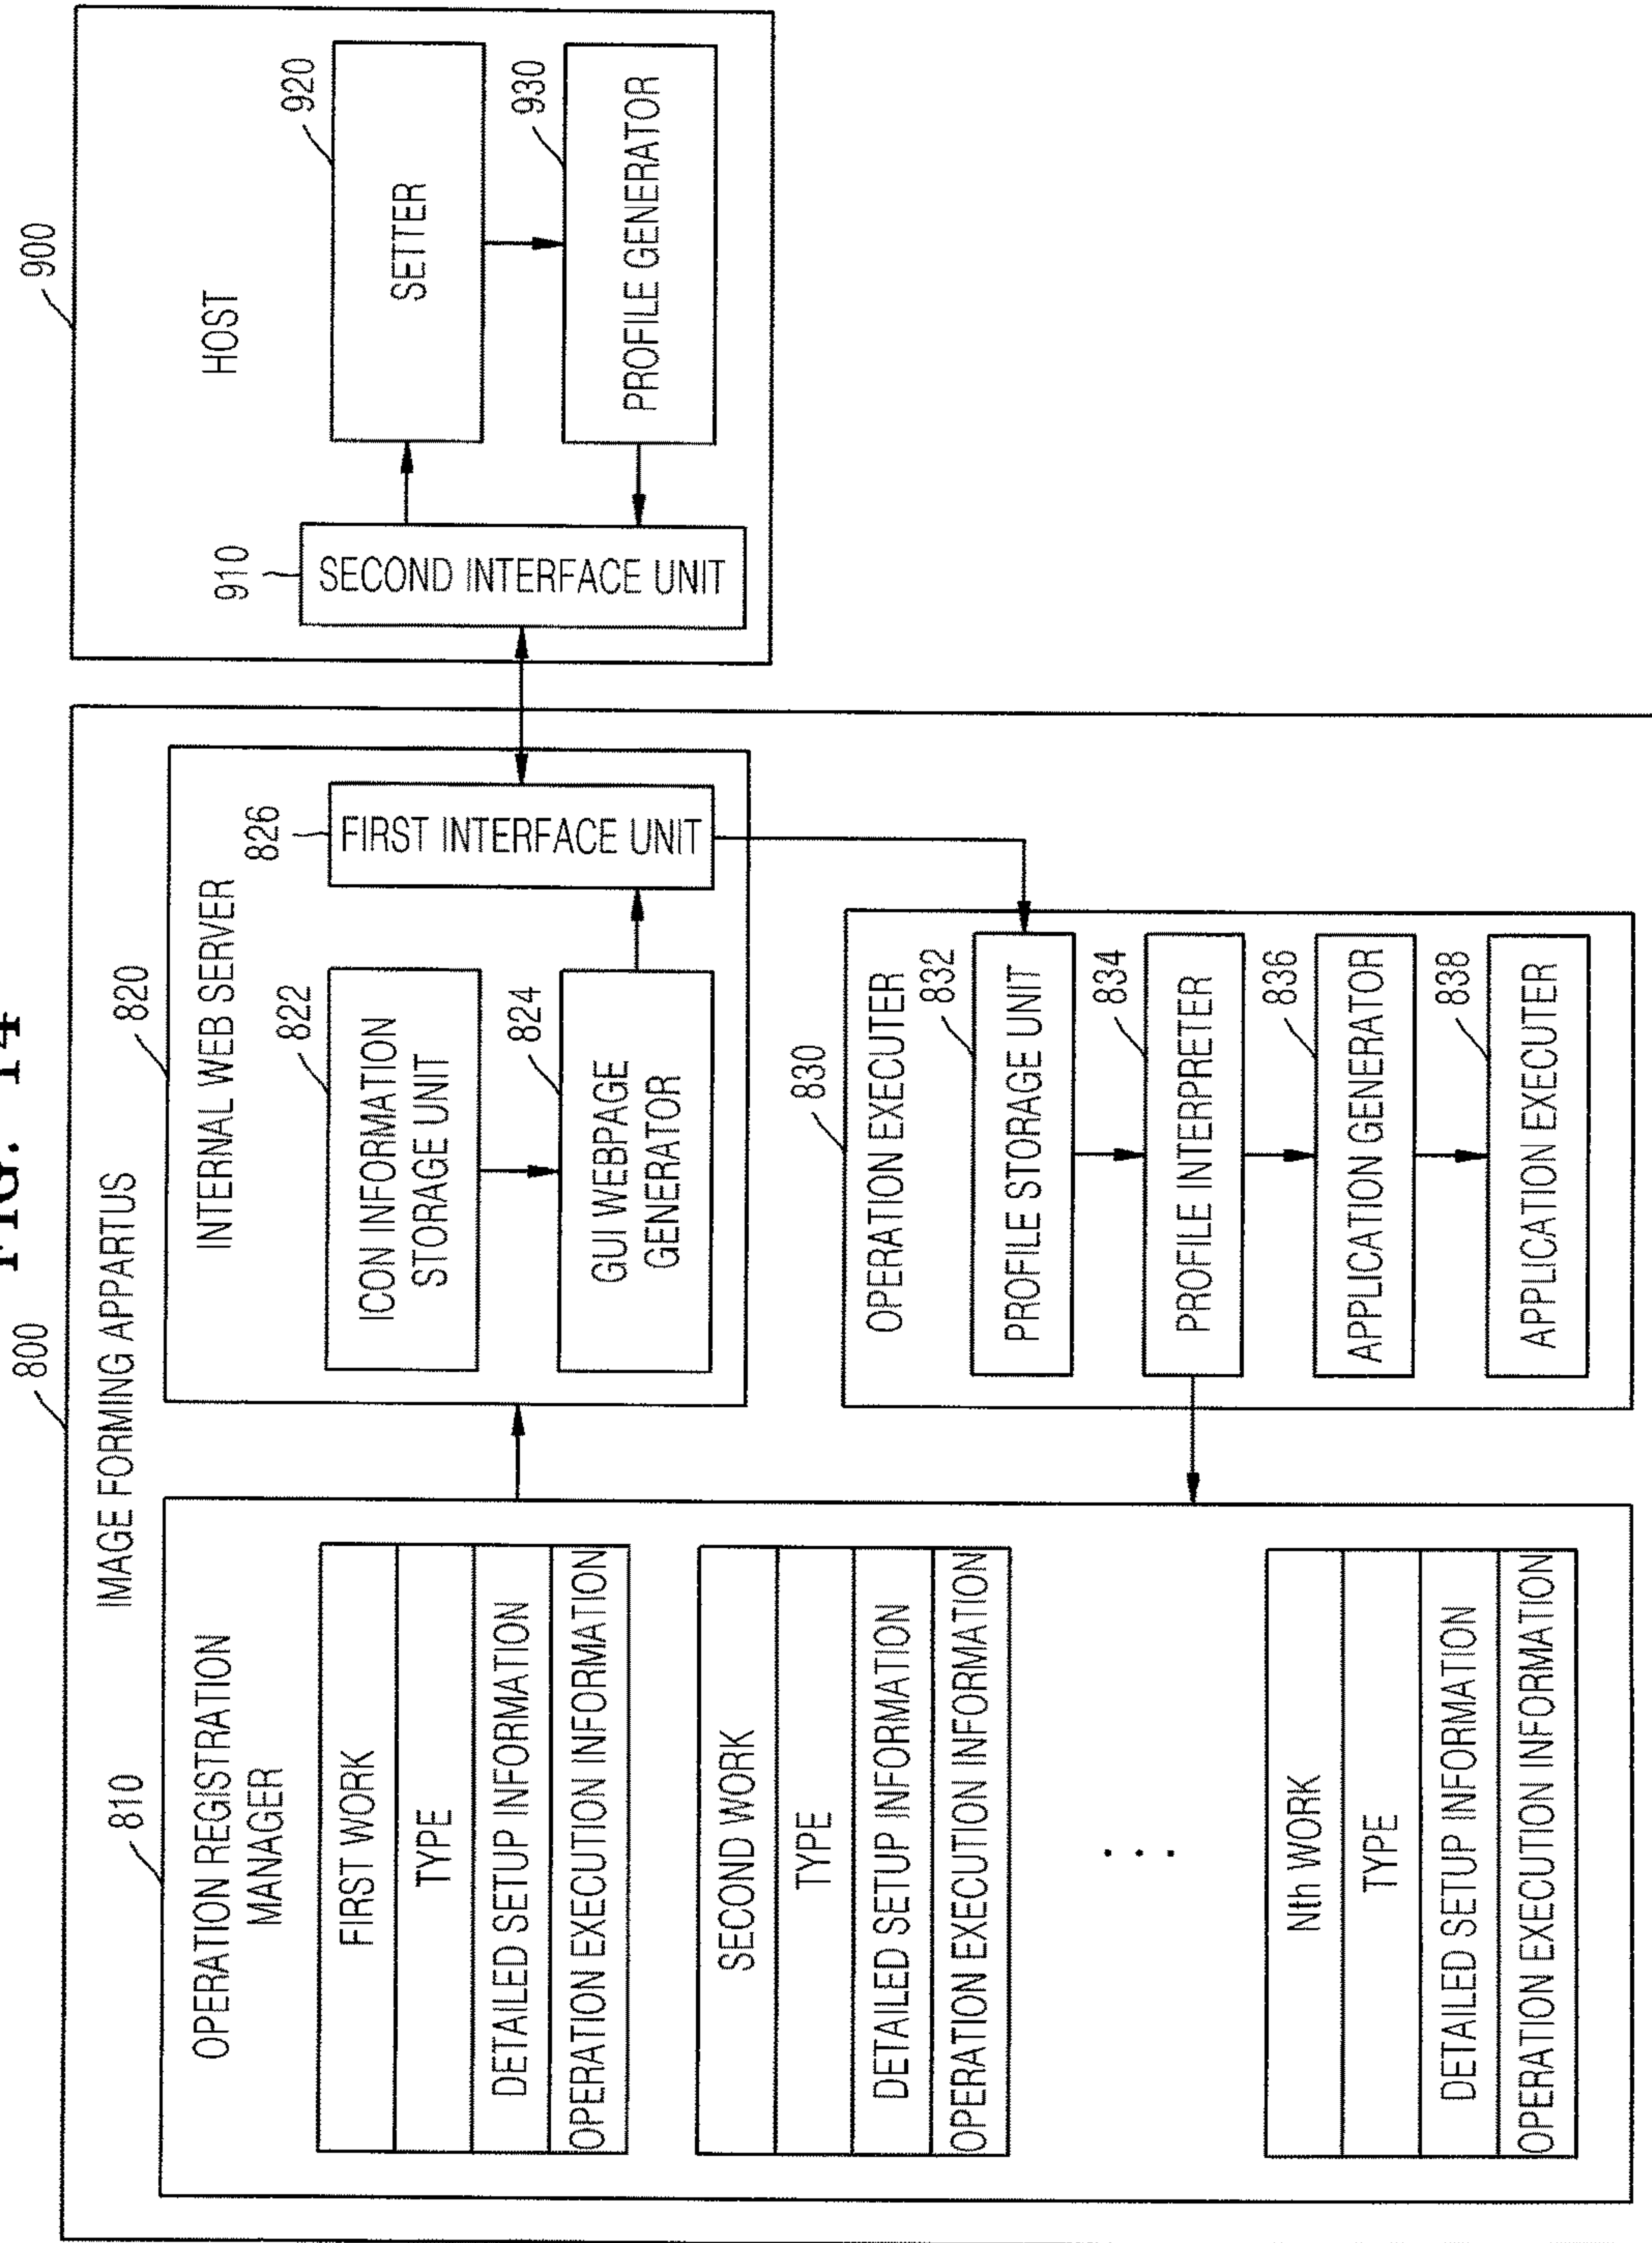 FIG. 14
800
IMAGE FORMING APPARTUS
810
OPERATION REGISTRATION
MANAGER
FIRST WORK
TYPE
DETAILED SETUP INFORMATION
OPERATION EXECUTION INFORMATION
SECOND WORK
TYPE
DETAILED SETUP INFORMATION
OPERATION EXECUTION INFORMATION
. . .
Nth WORK
TYPE
DETAILED SETUP INFORMATION
OPERATION EXECUTION INFORMATION
820
INTERNAL WEB SERVER
822
ICON INFORMATION
STORAGE UNIT
824
GUI WEBPAGE
GENERATOR
826
FIRST INTERFACE UNIT
830
OPERATION EXECUTER
832
PROFILE STORAGE UNIT
834
PROFILE INTERPRETER
836
APPLICATION GENERATOR
838
APPLICATION EXECUTER
900
HOST
910
SECOND INTERFACE UNIT
920
SETTER
930
PROFILE GENERATOR